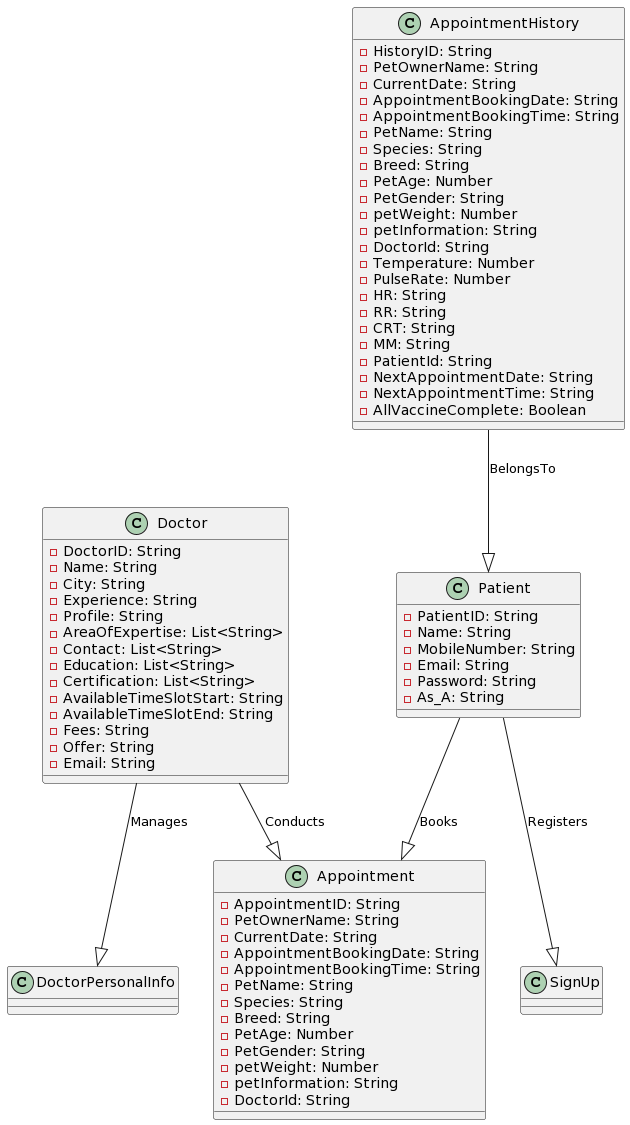 C AppointmentHistory
HistoryID: String
PetOwnerName: String
CurrentDate: String
AppointmentBookingDate: String
AppointmentBookingTime: String
PetName: String
Species: String
Breed: String
PetAge: Number
PetGender: String
petWeight: Number
petInformation: String
DoctorId: String
Temperature: Number
PulseRate: Number
HR: String
RR: String
CRT: String
MM: String
PatientId: String
NextAppointmentDate: String
NextAppointmentTime: String
AllVaccineComplete: Boolean
BelongsTo
C Doctor
DoctorID: String
Name: String
City: String
Experience: String
Profile: String
AreaOfExpertise: List<String>
Contact: List<String>
Education: List<String>
Certification: List<String>
AvailableTimeSlotStart: String
AvailableTimeSlotEnd: String
Fees: String
Offer: String
Email: String
C Patient
PatientID: String
Name: String
MobileNumber: String
Email: String
Password: String
As_A: String
Manages
Conducts
Books
Registers
C DoctorPersonalInfo
C Appointment
AppointmentID: String
PetOwnerName: String
CurrentDate: String
AppointmentBookingDate: String
AppointmentBookingTime: String
PetName: String
Species: String
Breed: String
PetAge: Number
PetGender: String
petWeight: Number
petInformation: String
DoctorId: String
C SignUp